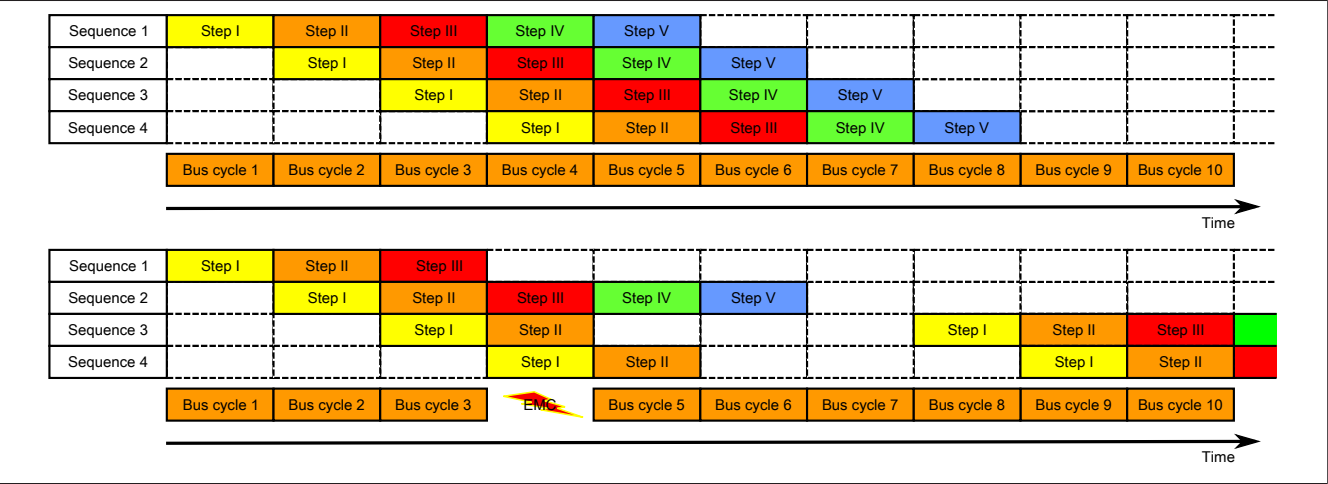 Sequence 1 Step I Step II Step III Step IV Step V
Sequence 2 Step I Step II Step III Step IV Step V
Sequence 3 Step I Step II Step III Step IV Step V
Sequence 4 Step I Step II Step III Step IV Step V
Bus cycle 1 Bus cycle 2 Bus cycle 3 Bus cycle 4 Bus cycle 5 Bus cycle 6 Bus cycle 7 Bus cycle 8 Bus cycle 9 Bus cycle 10
Time
Sequence 1 Step I Step II Step III
Sequence 2 Step I Step II Step III Step IV Step V
Sequence 3 Step I Step II Step I Step II Step III
Sequence 4 Step I Step II Step I Step II
Bus cycle 1 Bus cycle 2 Bus cycle 3 EMC Bus cycle 5 Bus cycle 6 Bus cycle 7 Bus cycle 8 Bus cycle 9 Bus cycle 10
Time